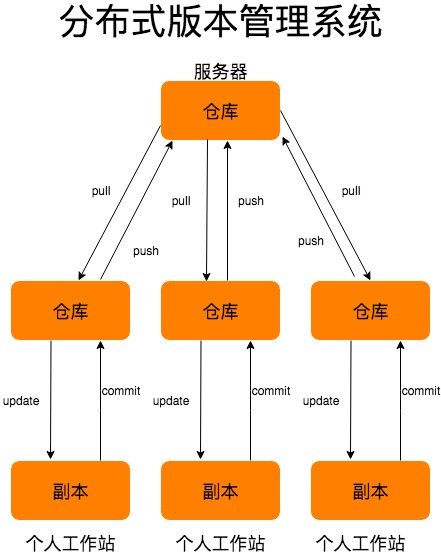 分布式版本管理系统
服务器
仓库
pull
pull
push
pull
push
push
仓库
仓库
仓库
update
commit
update
commit
update
commit
副本
副本
副本
个人工作站
个人工作站
个人工作站